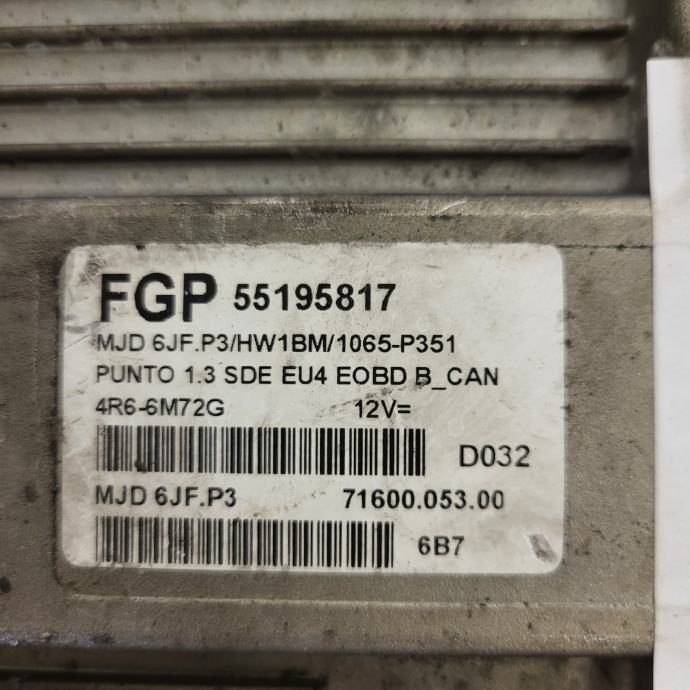 FGP 55195817
MJD 6JF.P3/HW1BM/1065-P351
PUNTO 1.3 SDE EU4 EOBD B_CAN
4R6-6M72G 12V=
D032
MJD 6JF.P3 71600.053.00
6B7